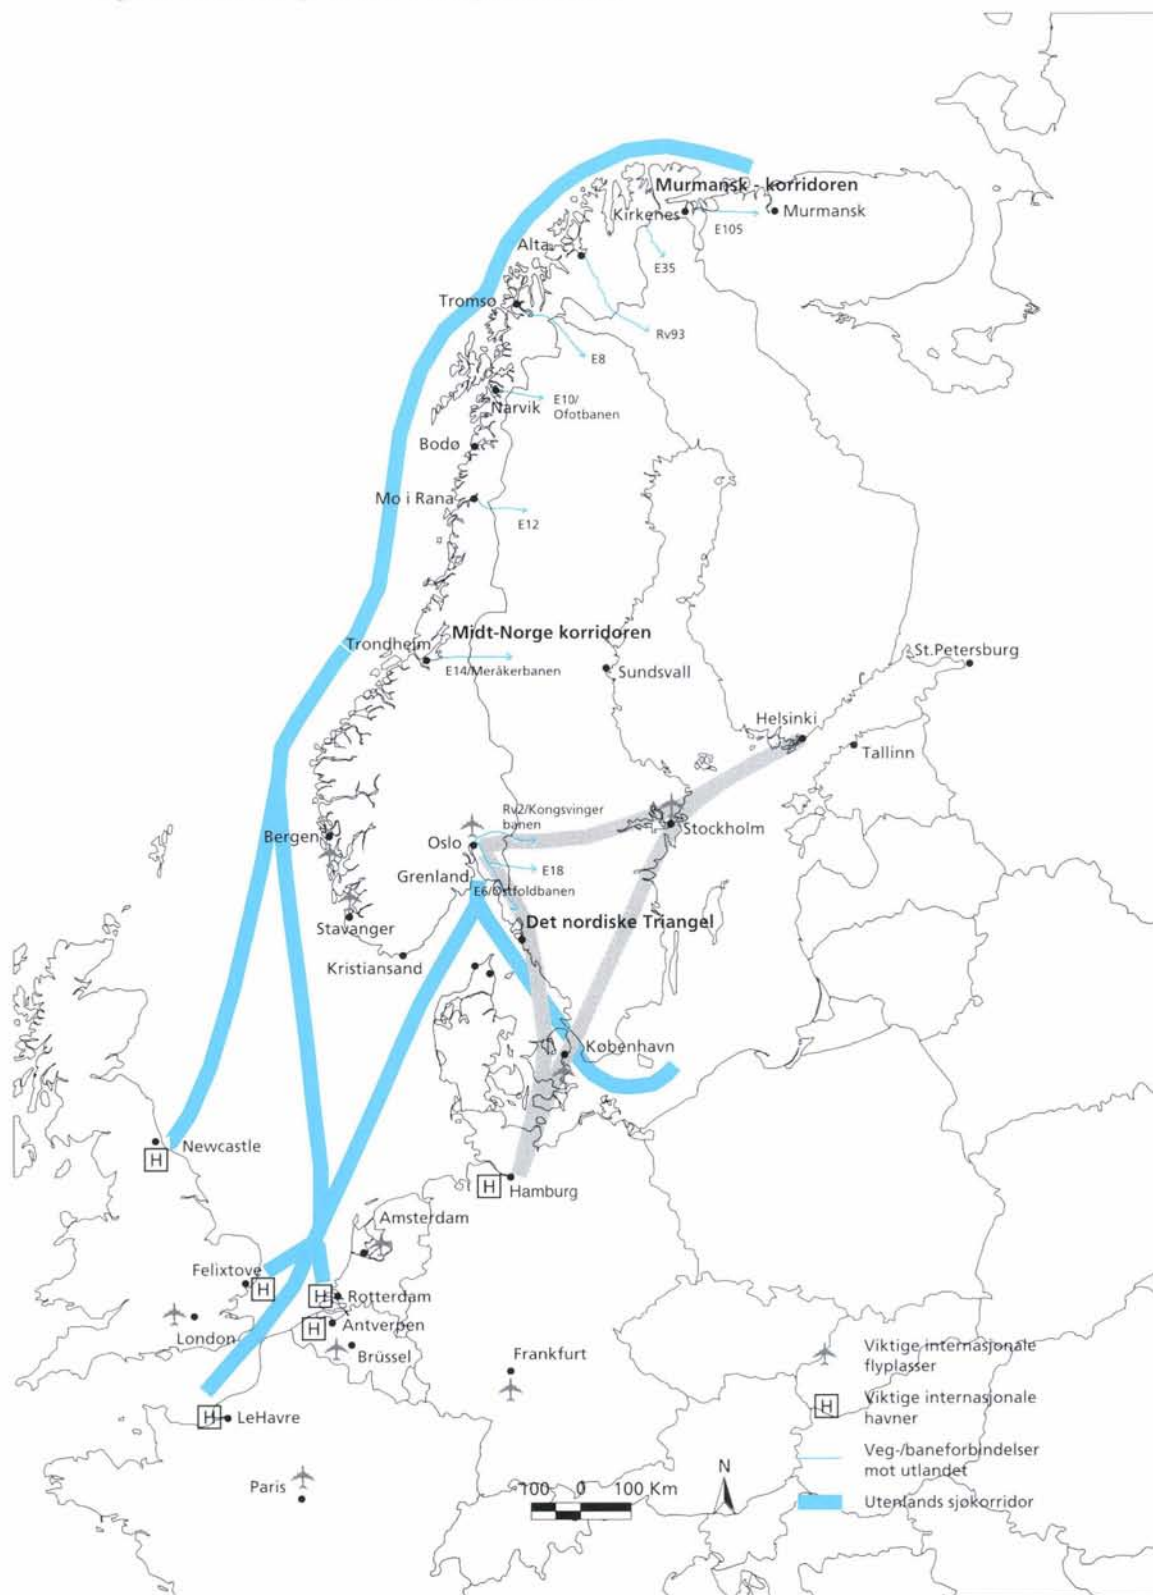 Murmansk - korridoren
Kirkenes
Murmansk
E105
Alta
E35
Tromsø
Rv93
E8
E10/
Ofotbanen
Narvik
Bodø
Mo i Rana
E12
Midt-Norge korridoren
Trondheim
E14/Meråkerbanen
Sundsvall
St.Petersburg
Helsinki
Tallinn
Rv2/Kongsvinger
banen
Stockholm
Bergen
Oslo
E18
Grenland
E6/Østfoldbanen
Det nordiske Triangel
Stavanger
Kristiansand
København
Newcastle
H
H
Hamburg
Amsterdam
Felixtove
H
H
Rotterdam
H
Antverpen
London
Brüssel
Frankfurt
H
LeHavre
Paris
Viktige internasjonale
flyplasser
H
Viktige internasjonale
havner
Veg-/baneforbindelser
mot utlandet
Utenlands sjøkorridor
100 0 100 Km
N